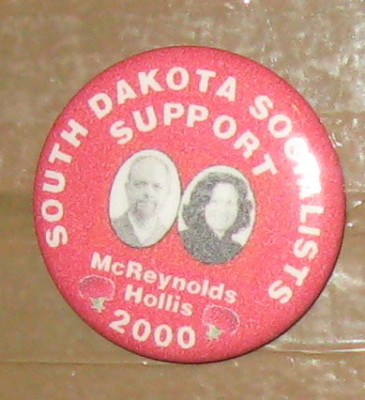 SOUTH DAKOTA SOCIALISTS
SUPPORT
McReynolds
Hollis
2000